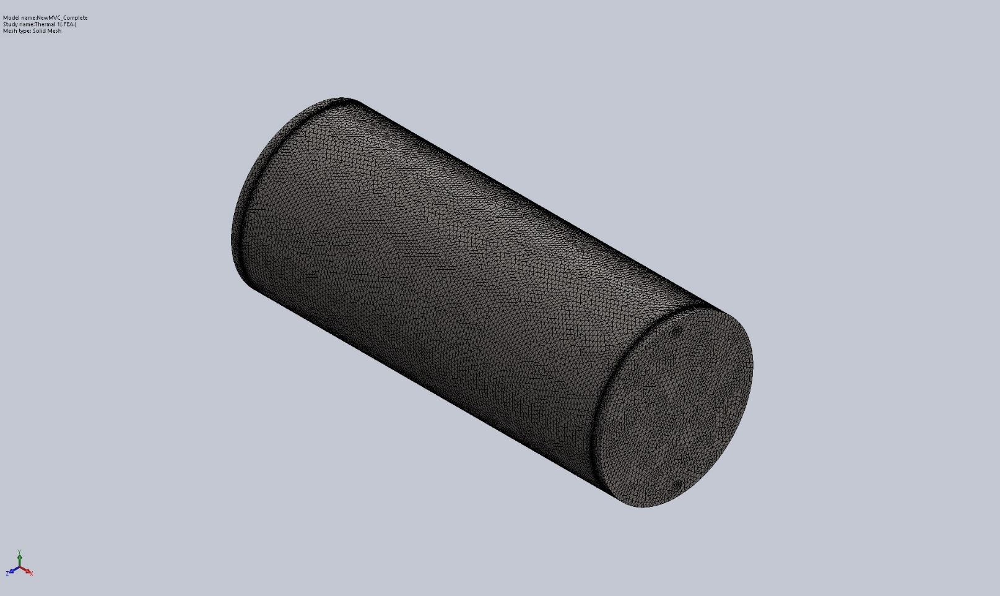 Model name:NewMVC_Complete
Study name:Thermal 1(-FEA-)
Mesh type: Solid Mesh
Y
Z
X